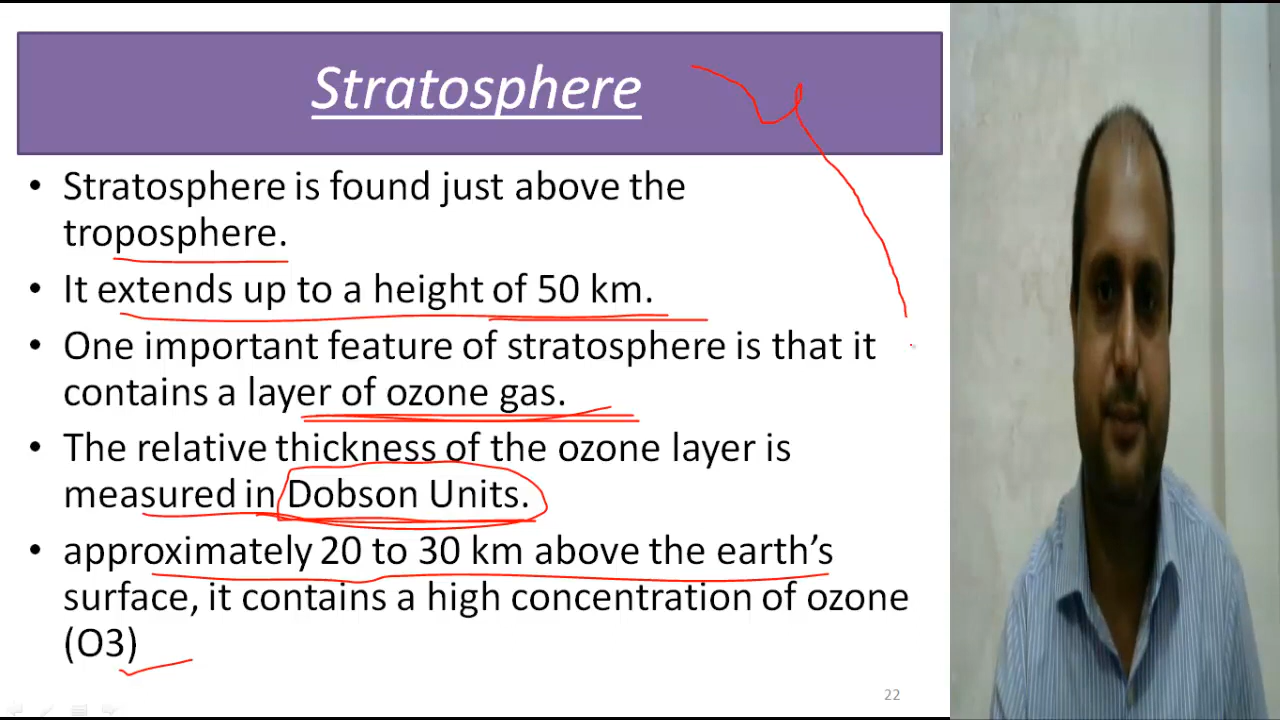 Stratosphere
• Stratosphere is found just above the
troposphere.
• It extends up to a height of 50 km.
• One important feature of stratosphere is that it
contains a layer of ozone gas.
• The relative thickness of the ozone layer is
measured in Dobson Units.
• approximately 20 to 30 km above the earth’s
surface, it contains a high concentration of ozone
(O3)
22